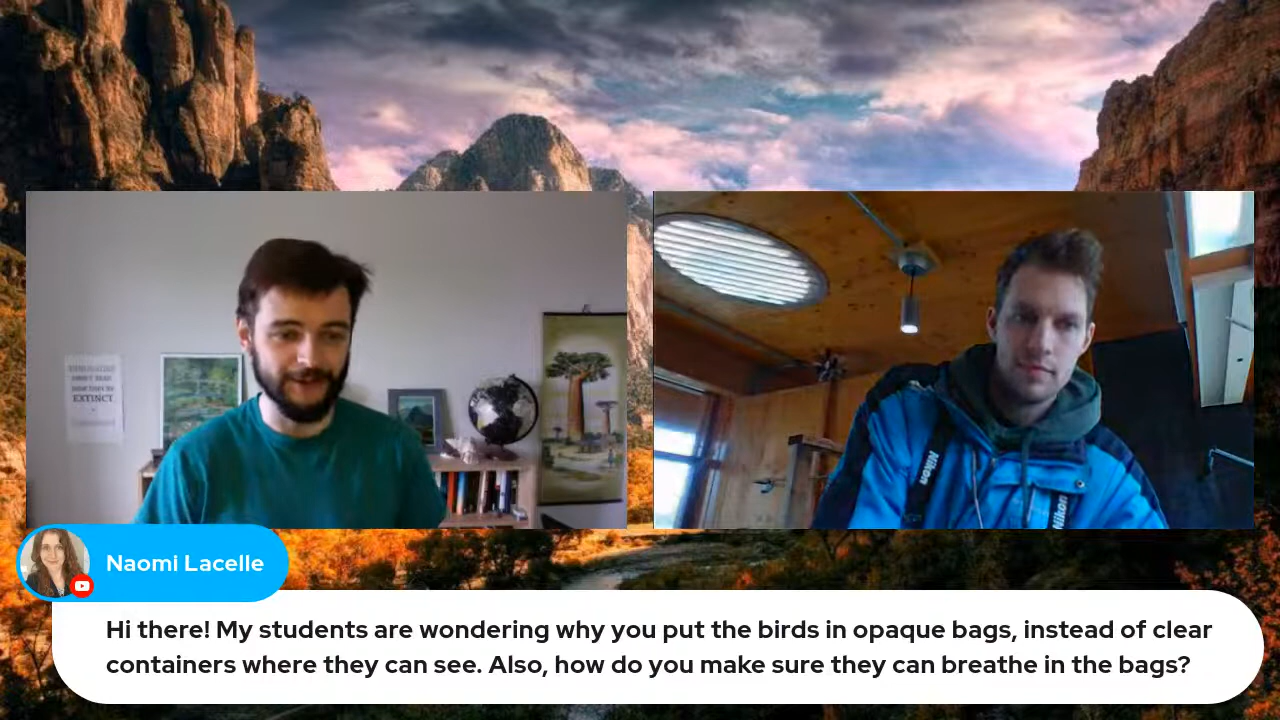 EXTINCT
Nikon
Nikon
Naomi Lacelle
Hi there! My students are wondering why you put the birds in opaque bags, instead of clear
containers where they can see. Also, how do you make sure they can breathe in the bags?